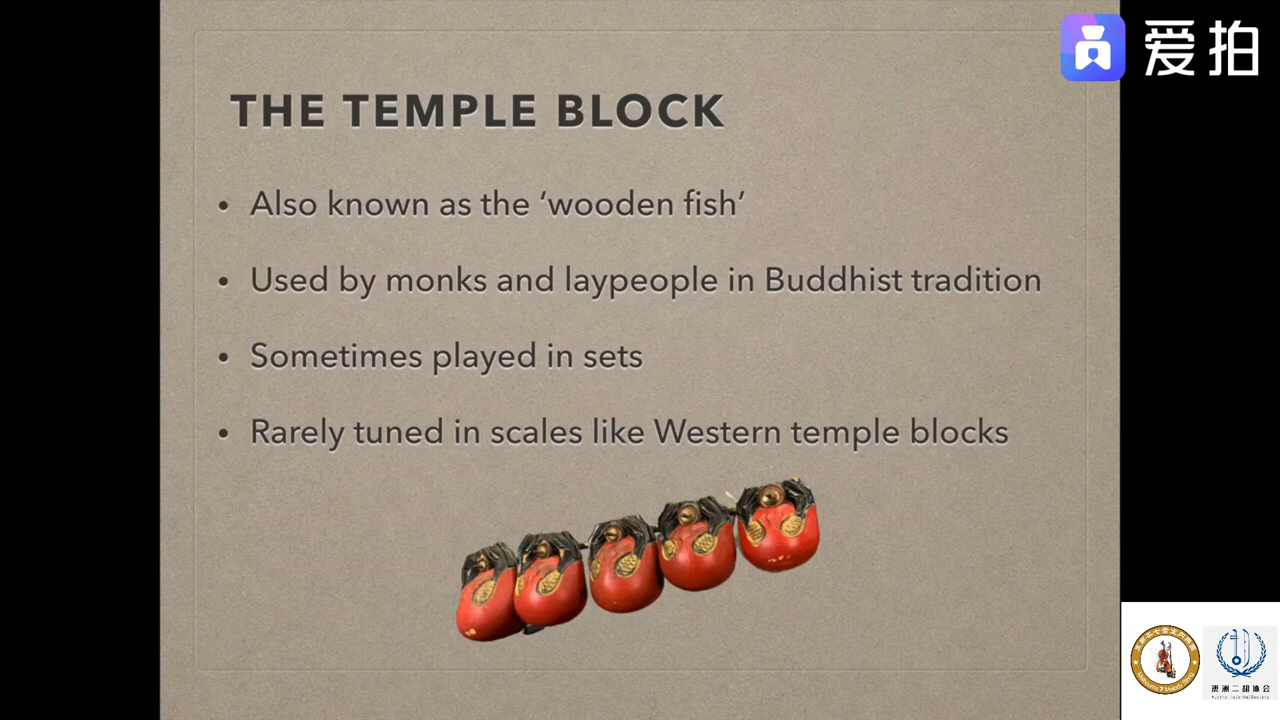 爱拍
THE TEMPLE BLOCK
• Also known as the ‘wooden fish’
• Used by monks and laypeople in Buddhist tradition
• Sometimes played in sets
• Rarely tuned in scales like Western temple blocks
澳洲二胡协会